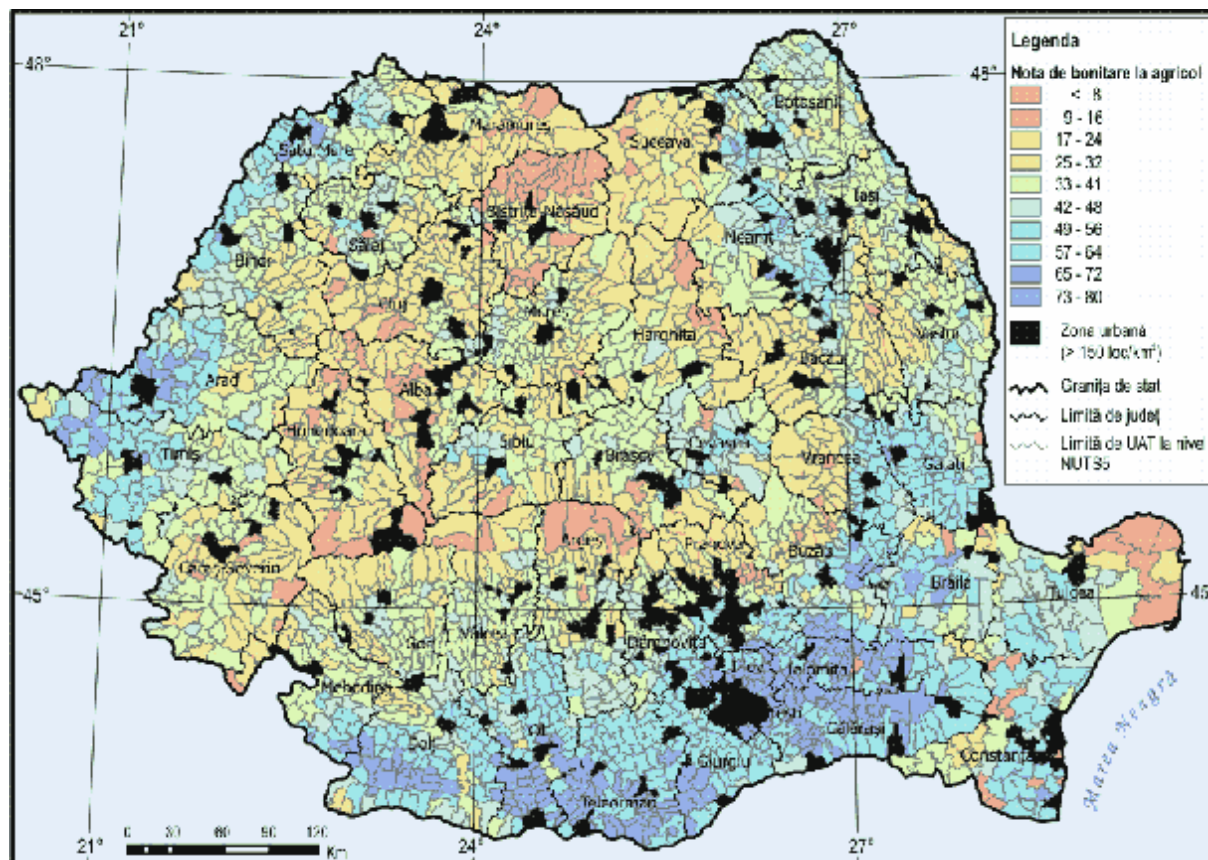 21°
24°
27°
48°
Legenda
Nota de bonitare la agricol
< 8
9 - 16
17 - 24
25 - 32
33 - 41
42 - 48
49 - 56
57 - 64
65 - 72
73 - 80
Zona urbană
(> 150 loc/km²)
Granița de stat
Limită de județ
Limită de UAT la nivel
NUTS5
Botoșani
Maramureș
Suceava
Satu Mare
Iași
Bistrița-Năsăud
Neamț
Sălaj
Bihor
Cluj
Mureș
Harghita
Vaslui
Bacău
Arad
Alba
Hunedoara
Sibiu
Covasna
Brașov
Vrancea
Galați
Timiș
Argeș
Prahova
Buzău
Caraș-Severin
Brăila
Tulcea
45°
Gorj
Vâlcea
Dâmbovița
Ialomița
Mehedinți
Dolj
Olt
Călărași
Giurgiu
Constanța
Teleorman
Marea Neagră
0 30 60 90 120
Km
21°
24°
27°